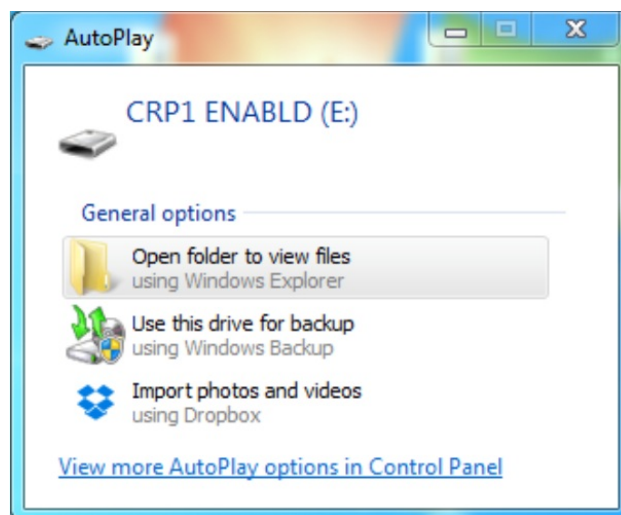 AutoPlay
CRP1 ENABLD (E:)
General options
Open folder to view files
using Windows Explorer
Use this drive for backup
using Windows Backup
Import photos and videos
using Dropbox
View more AutoPlay options in Control Panel